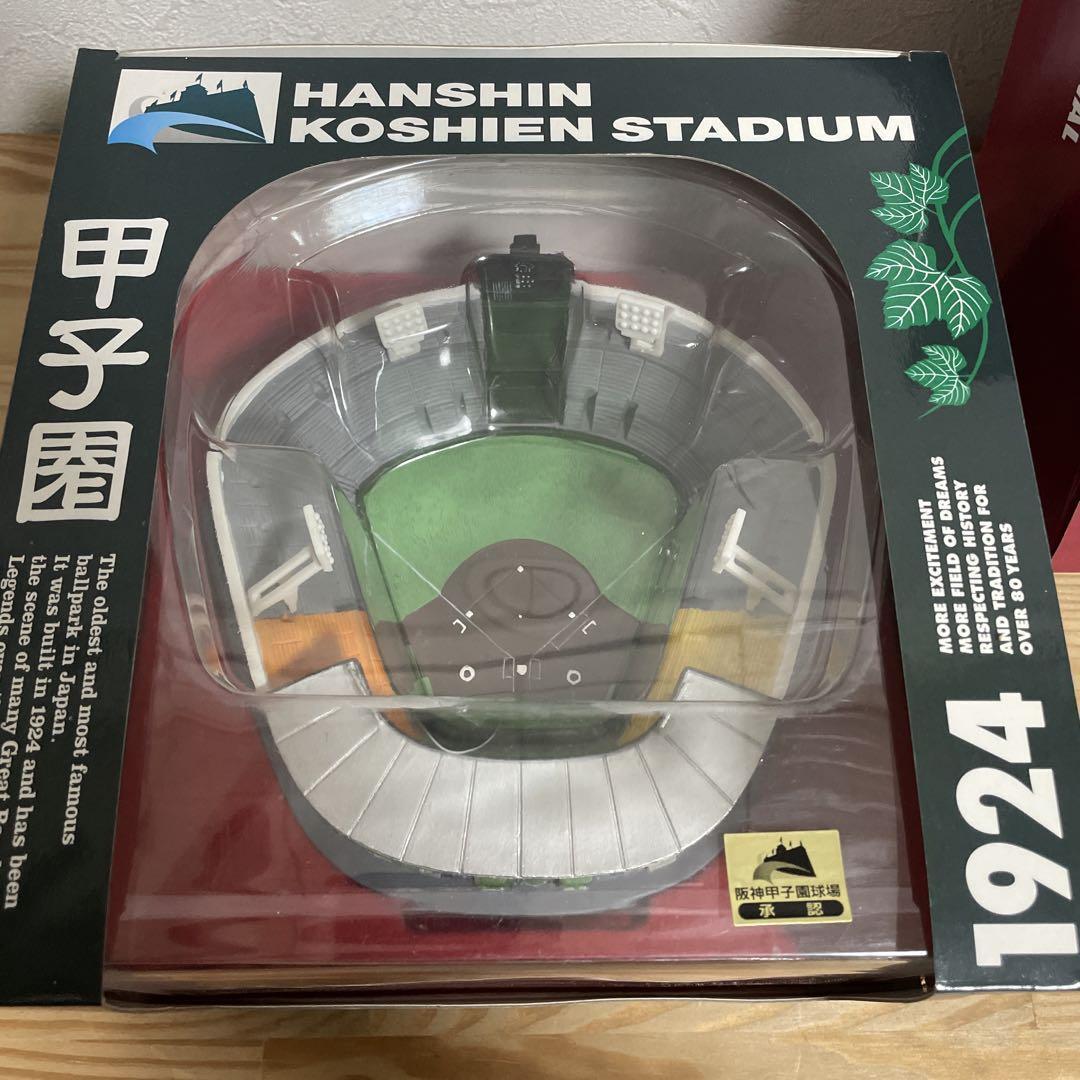 HANSHIN
KOSHIEN STADIUM
甲子園
The oldest and most famous
ballpark in Japan.
It was built in 1924 and has been
the scene of many Great
Legends
MORE EXCITEMENT
MORE FIELD OF DREAMS
RESPECTING HISTORY
AND TRADITION FOR
OVER 80 YEARS
1924
阪神甲子園球場
承認